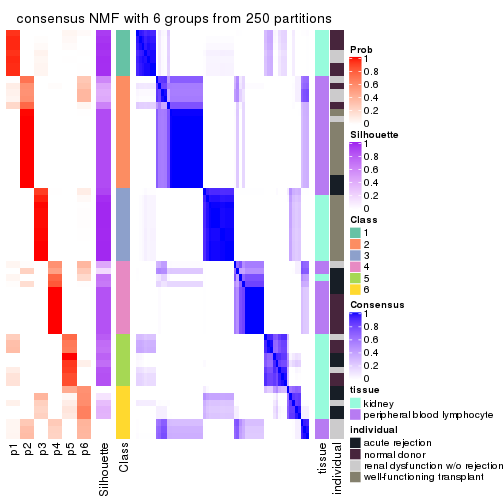 consensus NMF with 6 groups from 250 partitions
Prob
1
0.8
0.6
0.4
0.2
0
Silhouette
1
0.8
0.6
0.4
0.2
0
Class
1
2
3
4
5
6
Consensus
1
0.8
0.6
0.4
0.2
0
tissue
kidney
peripheral blood lymphocyte
individual
acute rejection
normal donor
renal dysfunction w/o rejection
well-functioning transplant
p1
p2
p3
p4
p5
p6
Silhouette
Class
tissue
individual